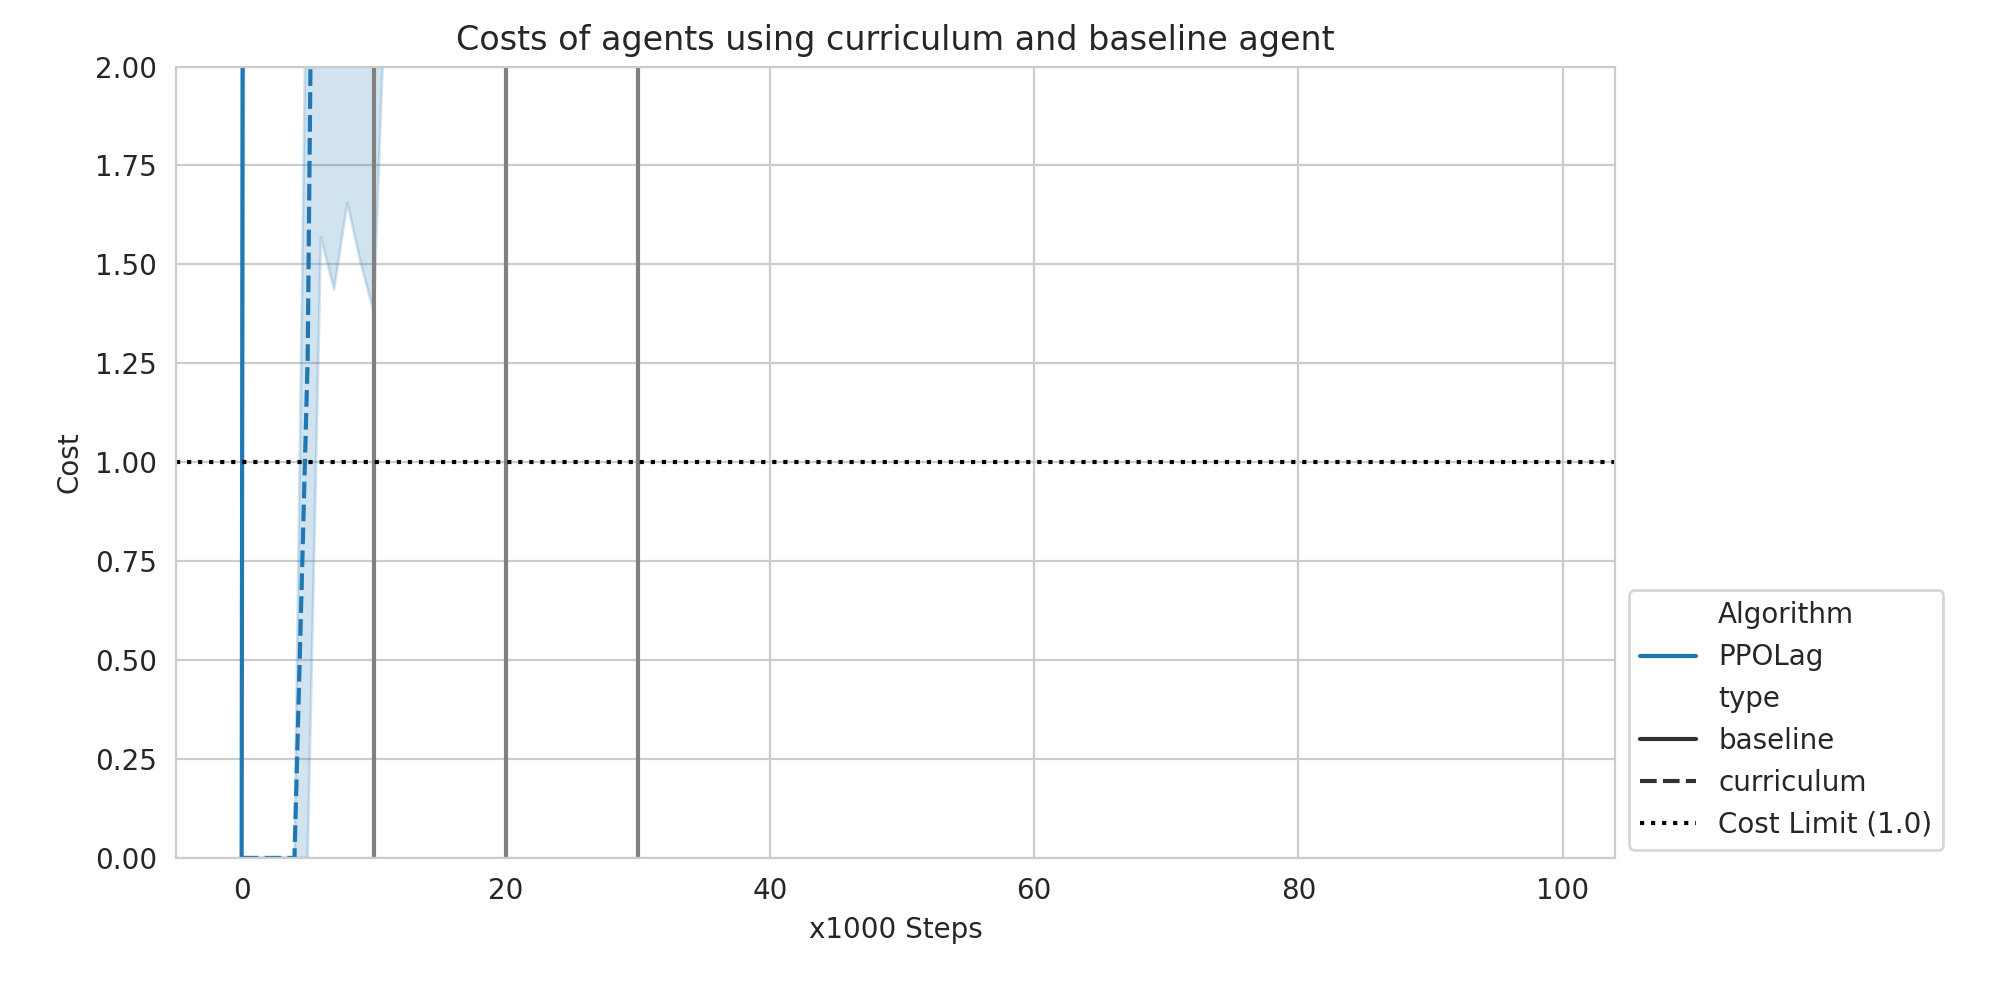 Costs of agents using curriculum and baseline agent
2.00
1.75
1.50
1.25
1.00
0.75
0.50
0.25
0.00
Cost
0
20
40
60
80
100
x1000 Steps
Algorithm
PPOLag
type
baseline
curriculum
Cost Limit (1.0)